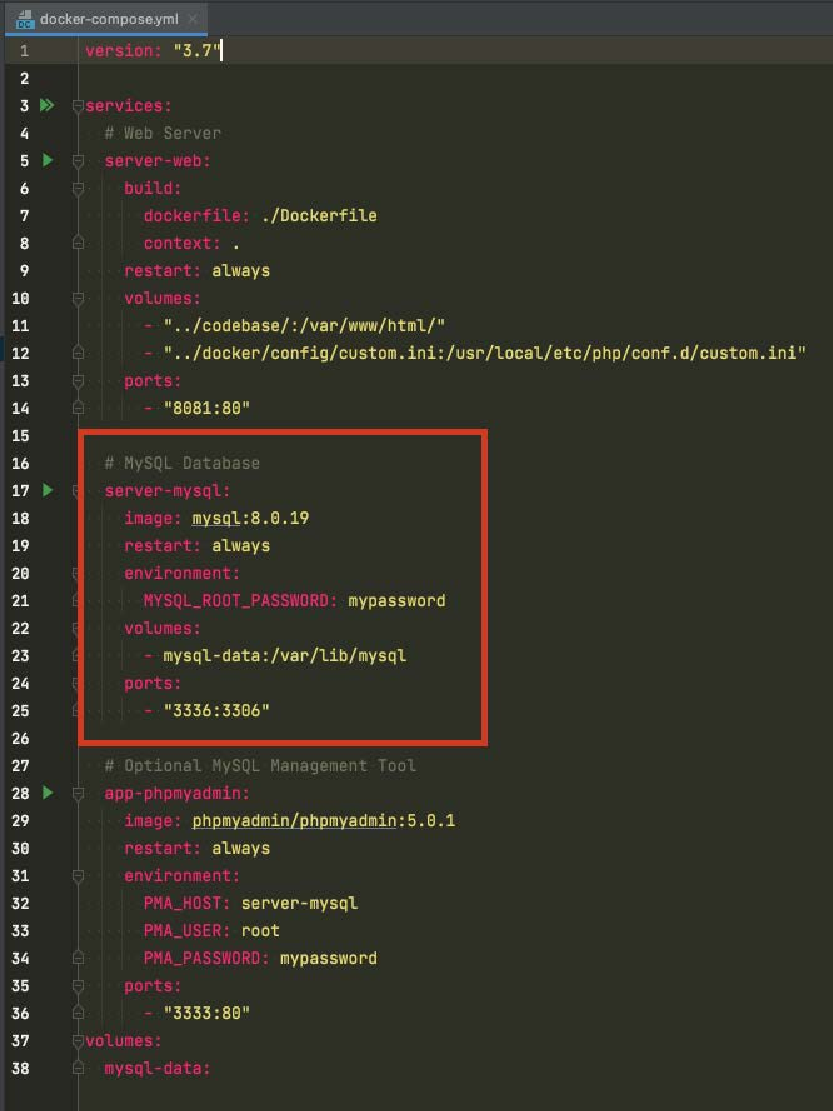 docker-compose.yml
1 version: "3.7"
2
3 services:
4 # Web Server
5 server-web:
6 build:
7 dockerfile: ./Dockerfile
8 context: .
9 restart: always
10 volumes:
11 - "../codebase/:/var/www/html/"
12 - "../docker/config/custom.ini:/usr/local/etc/php/conf.d/custom.ini"
13 ports:
14 - "8081:80"
15
16 # MySQL Database
17 server-mysql:
18 image: mysql:8.0.19
19 restart: always
20 environment:
21 MYSQL_ROOT_PASSWORD: mypassword
22 volumes:
23 - mysql-data:/var/lib/mysql
24 ports:
25 - "3336:3306"
26
27 # Optional MySQL Management Tool
28 app-phpmyadmin:
29 image: phpmyadmin/phpmyadmin:5.0.1
30 restart: always
31 environment:
32 PMA_HOST: server-mysql
33 PMA_USER: root
34 PMA_PASSWORD: mypassword
35 ports:
36 - "3333:80"
37 volumes:
38 mysql-data: